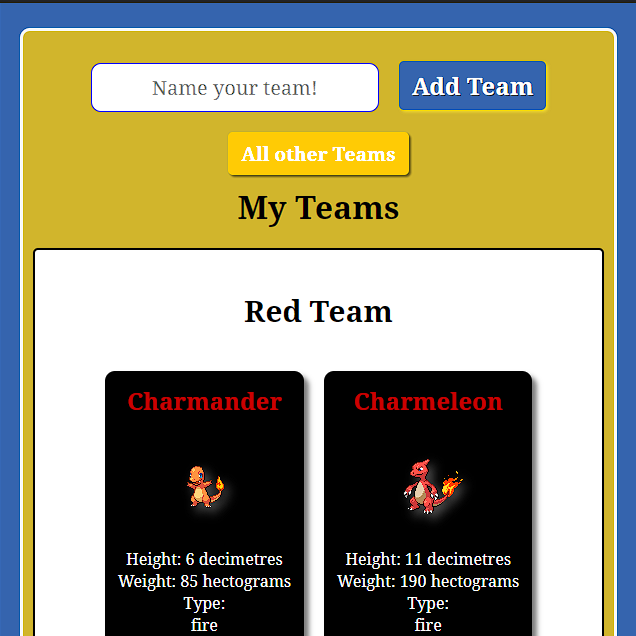 Name your team!
Add Team
All other Teams
My Teams
Red Team
Charmander
Height: 6 decimetres
Weight: 85 hectograms
Type:
fire
Charmeleon
Height: 11 decimetres
Weight: 190 hectograms
Type:
fire